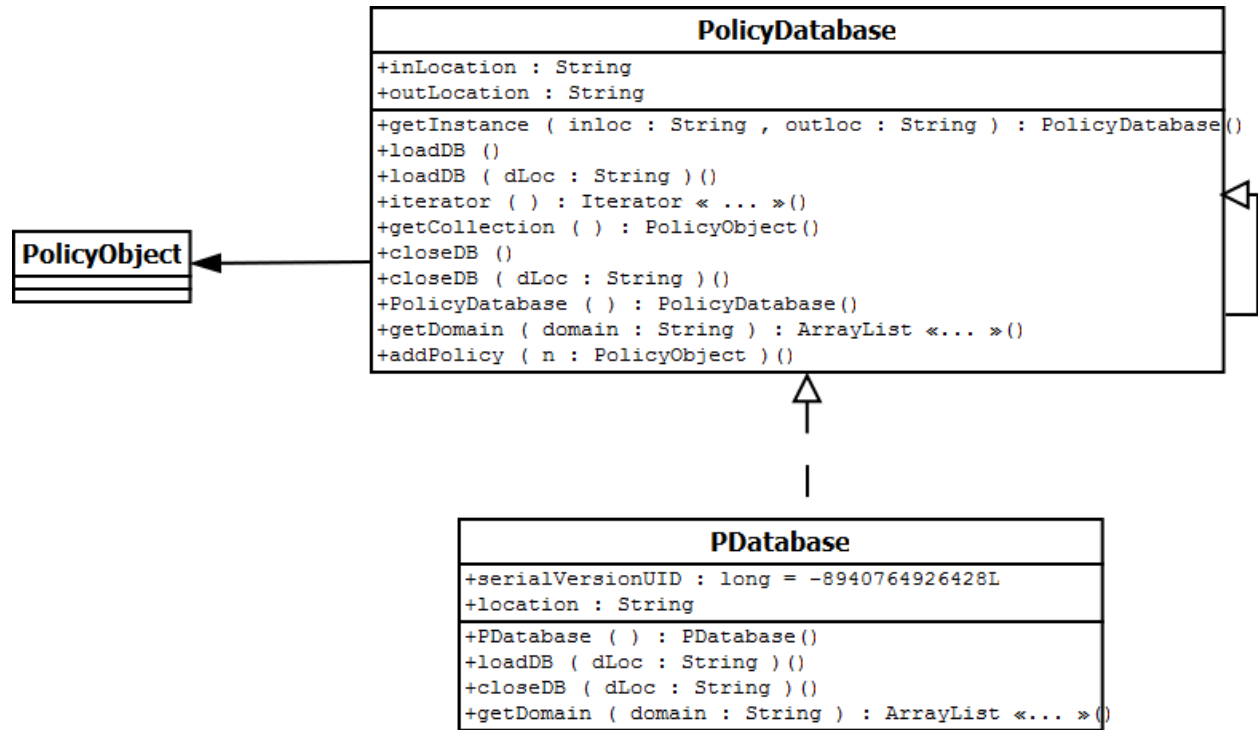 PolicyDatabase
+inLocation : String
+outLocation : String
+getInstance ( inloc : String , outloc : String ) : PolicyDatabase()
+loadDB ()
+loadDB ( dLoc : String )()
+iterator ( ) : Iterator « ... »()
+getCollection ( ) : PolicyObject()
+closeDB ()
+closeDB ( dLoc : String )()
+PolicyDatabase ( ) : PolicyDatabase()
+getDomain ( domain : String ) : ArrayList «... »()
+addPolicy ( n : PolicyObject )()
PolicyObject
PDatabase
+serialVersionUID : long = -8940764926428L
+location : String
+PDatabase ( ) : PDatabase()
+loadDB ( dLoc : String )()
+closeDB ( dLoc : String )()
+getDomain ( domain : String ) : ArrayList «... »()